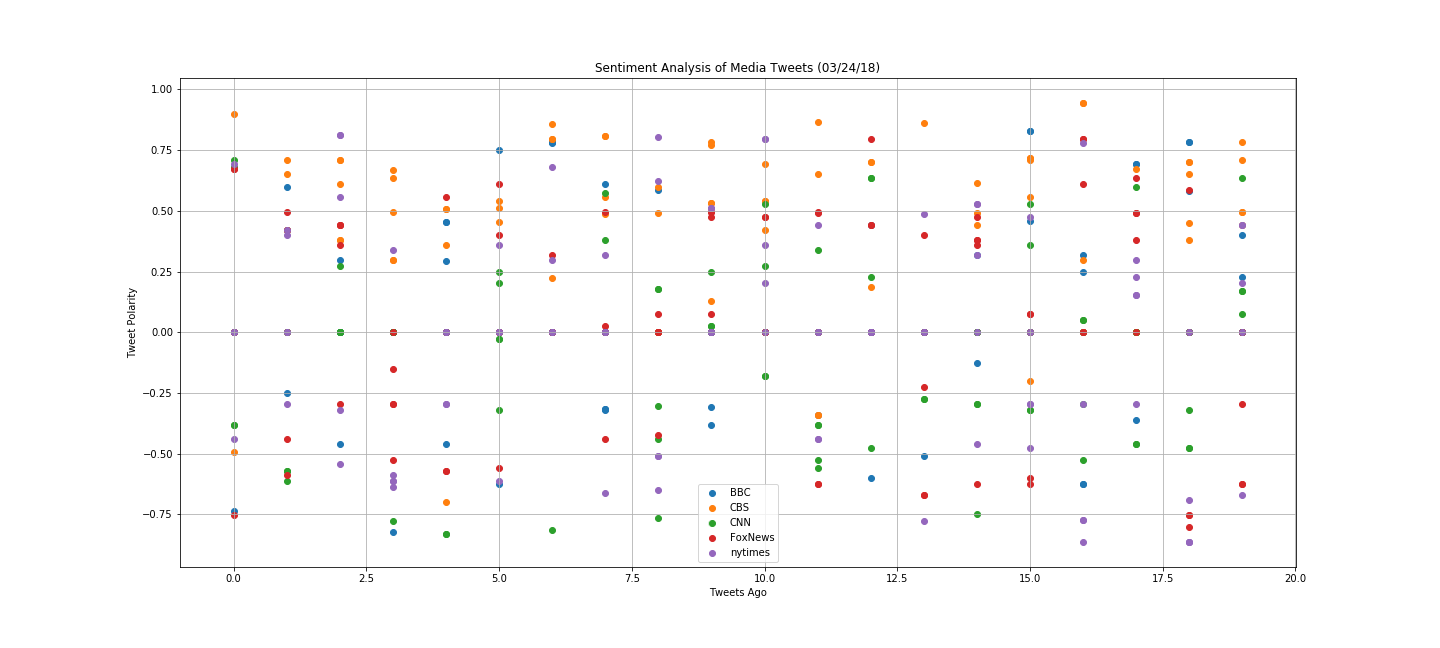 Sentiment Analysis of Media Tweets (03/24/18)
1.00
0.75
0.50
0.25
0.00
−0.25
−0.50
−0.75
Tweet Polarity
BBC
CBS
CNN
FoxNews
nytimes
0.0 2.5 5.0 7.5 10.0 12.5 15.0 17.5 20.0
Tweets Ago